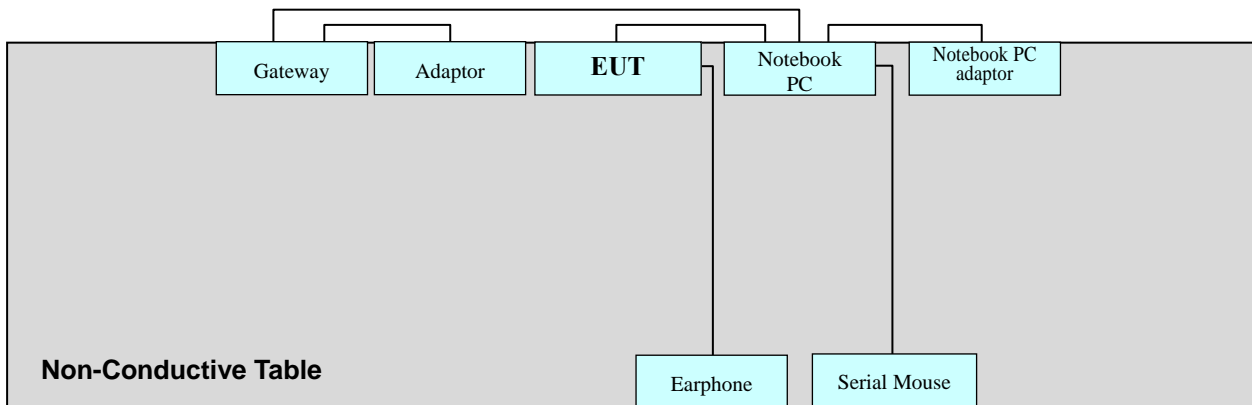 Gateway
Adaptor
EUT
Notebook
PC
Notebook PC
adaptor
Non-Conductive Table
Earphone
Serial Mouse